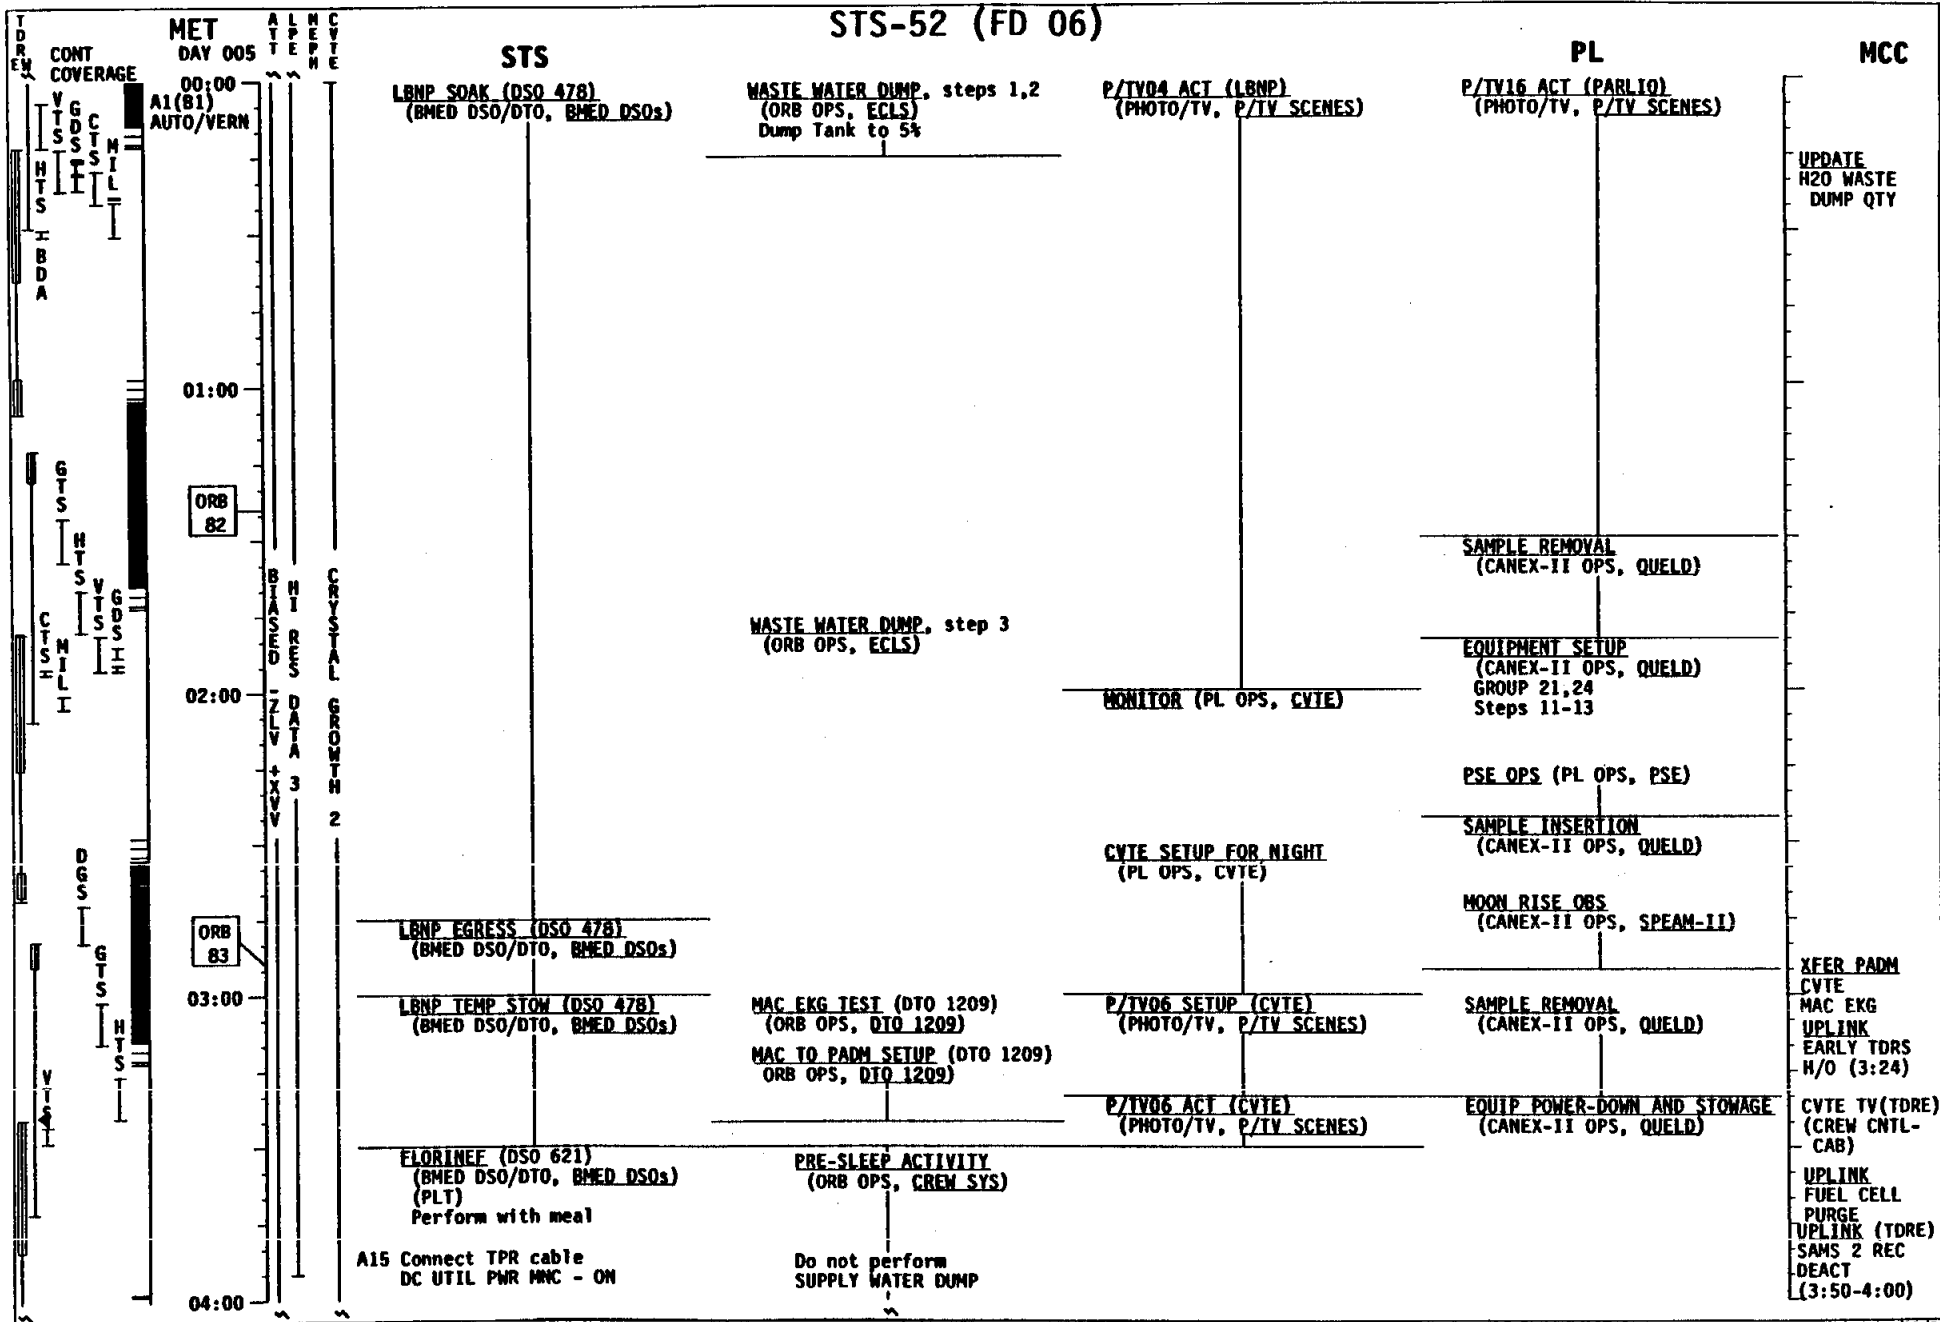 STS-52 (FD 06)
TDRE
W
CONT
COVERAGE
MET
DAY 005
ATT
LPE
MEPH
CVTE
STS
PL
MCC
00:00
A1(B1)
AUTO/VERN
VTS
GDS
CTS
MIL
HTS
BDA
LBNP SOAK (DSO 478)
(BMED DSO/DTO, BMED DSOs)
WASTE WATER DUMP, steps 1,2
(ORB OPS, ECLS)
Dump Tank to 5%
P/TV04 ACT (LBNP)
(PHOTO/TV, P/TV SCENES)
P/TV16 ACT (PARLIQ)
(PHOTO/TV, P/TV SCENES)
UPDATE
H2O WASTE
DUMP QTY
01:00
GTS
HTS
VTS
GDS
CTS
MIL
ORB
82
BIASED -ZLV +XVV
HI RES DATA 3
CRYSTAL GROWTH 2
SAMPLE REMOVAL
(CANEX-II OPS, QUELD)
WASTE WATER DUMP, step 3
(ORB OPS, ECLS)
EQUIPMENT SETUP
(CANEX-II OPS, QUELD)
GROUP 21,24
Steps 11-13
02:00
MONITOR (PL OPS, CVTE)
PSE OPS (PL OPS, PSE)
SAMPLE INSERTION
(CANEX-II OPS, QUELD)
CVTE SETUP FOR NIGHT
(PL OPS, CVTE)
MOON RISE OBS
(CANEX-II OPS, SPEAM-II)
DGS
GTS
HTS
VTS
ORB
83
LBNP EGRESS (DSO 478)
(BMED DSO/DTO, BMED DSOs)
03:00
LBNP TEMP STOW (DSO 478)
(BMED DSO/DTO, BMED DSOs)
MAC EKG TEST (DTO 1209)
(ORB OPS, DTO 1209)
MAC TO PADM SETUP (DTO 1209)
ORB OPS, DTO 1209)
P/TV06 SETUP (CVTE)
(PHOTO/TV, P/TV SCENES)
SAMPLE REMOVAL
(CANEX-II OPS, QUELD)
XFER PADM
CVTE
MAC EKG
UPLINK
EARLY TDRS
H/O (3:24)
P/TV06 ACT (CVTE)
(PHOTO/TV, P/TV SCENES)
EQUIP POWER-DOWN AND STOWAGE
(CANEX-II OPS, QUELD)
CVTE TV(TDRE)
(CREW CNTL-
CAB)
FLORINEF (DSO 621)
(BMED DSO/DTO, BMED DSOs)
(PLT)
Perform with meal
PRE-SLEEP ACTIVITY
(ORB OPS, CREW SYS)
UPLINK
FUEL CELL
PURGE
UPLINK (TDRE)
SAMS 2 REC
DEACT
(3:50-4:00)
A15 Connect TPR cable
DC UTIL PWR MNC - ON
Do not perform
SUPPLY WATER DUMP
04:00